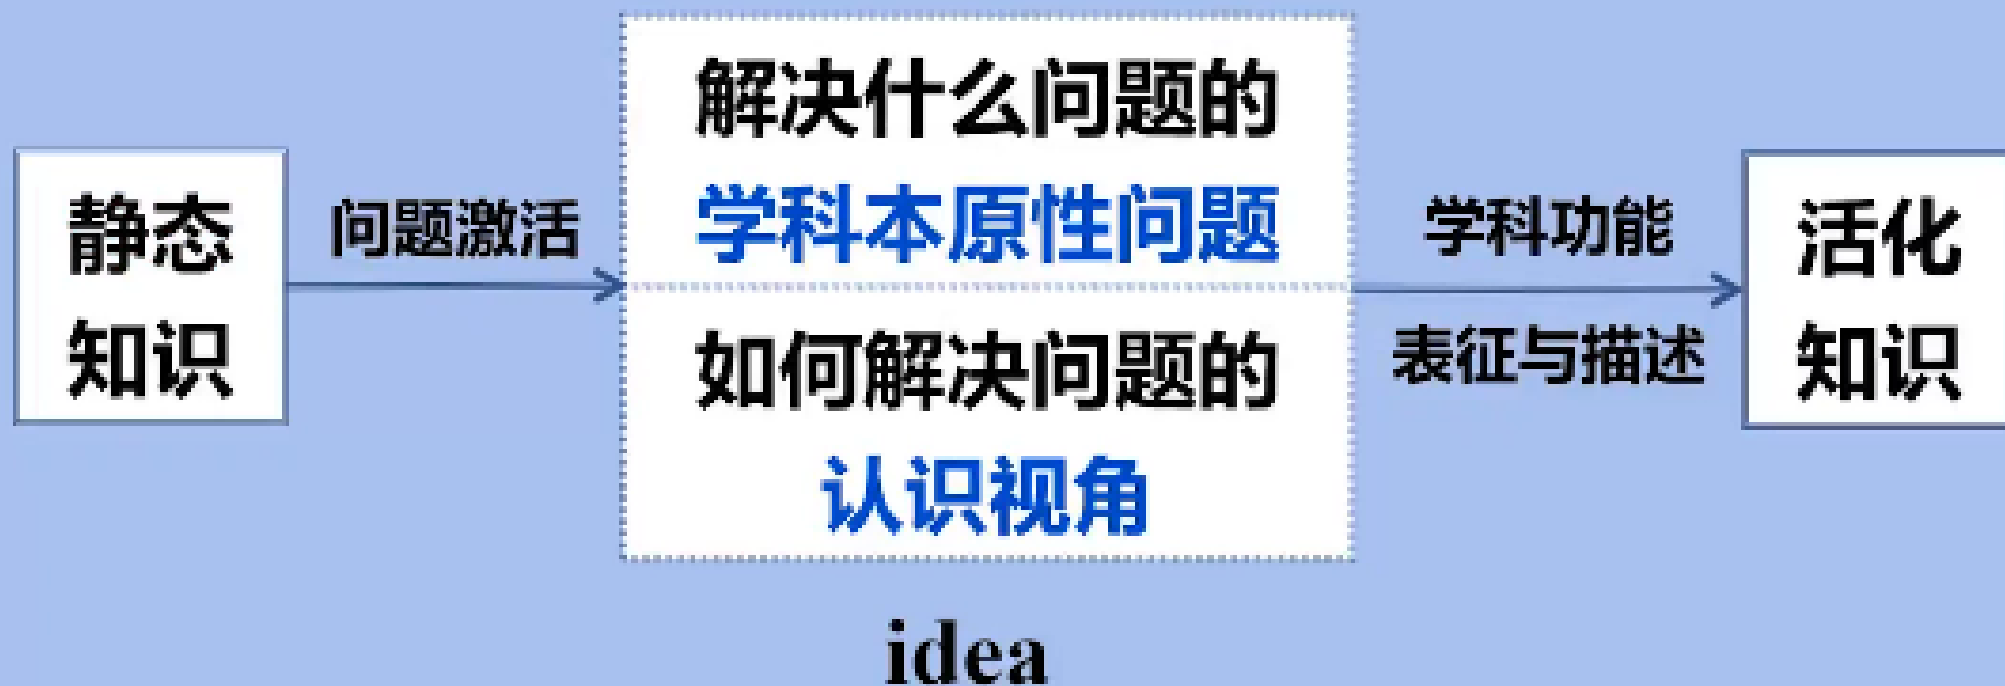 静态
知识
问题激活
解决什么问题的
学科本原性问题
如何解决问题的
认识视角
学科功能
表征与描述
活化
知识
idea